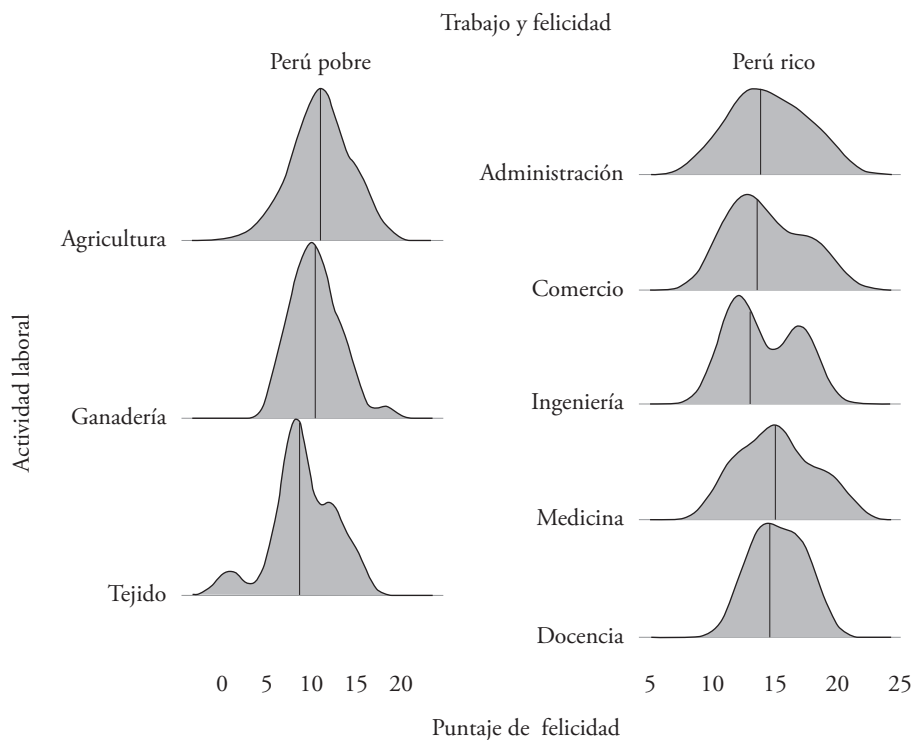 Trabajo y felicidad
Perú pobre
Perú rico
Actividad laboral
Agricultura
Ganadería
Tejido
0 5 10 15 20
Administración
Comercio
Ingeniería
Medicina
Docencia
5 10 15 20 25
Puntaje de felicidad